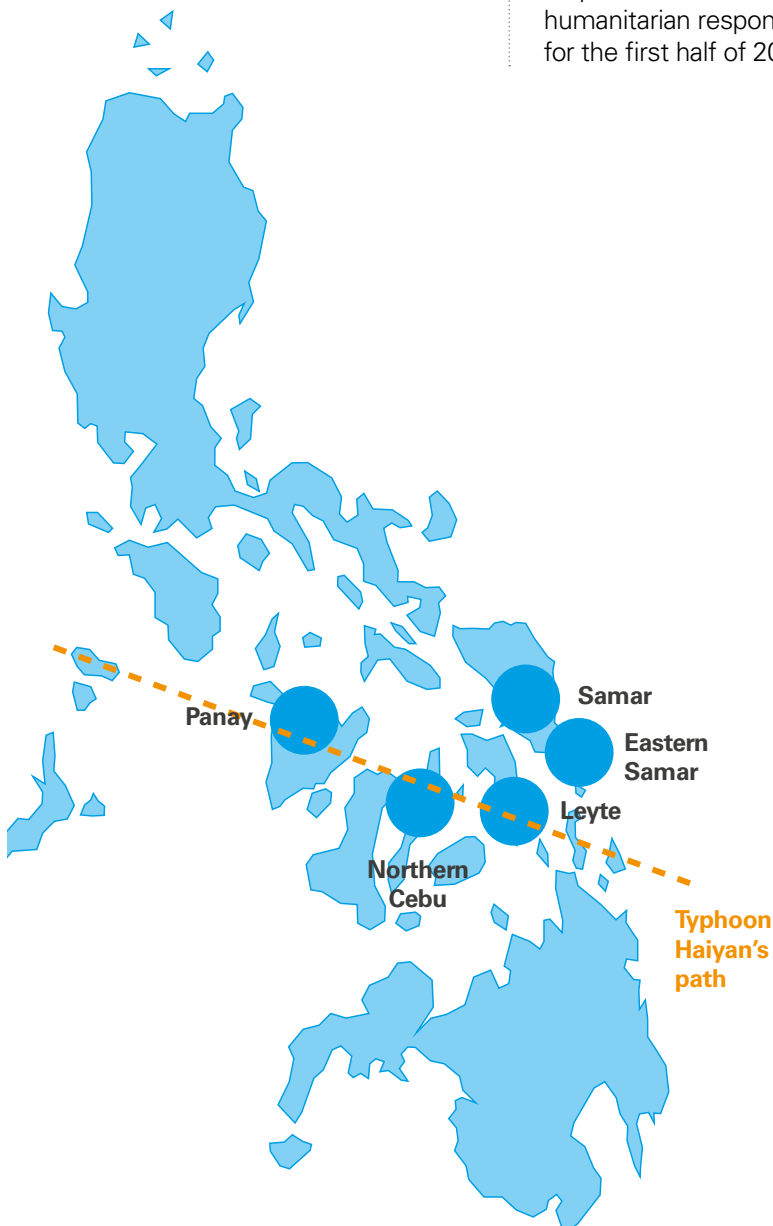 humanitarian respon
for the first half of 20
Samar
Panay
Eastern
Samar
Leyte
Northern
Cebu
Typhoon
Haiyan's
path